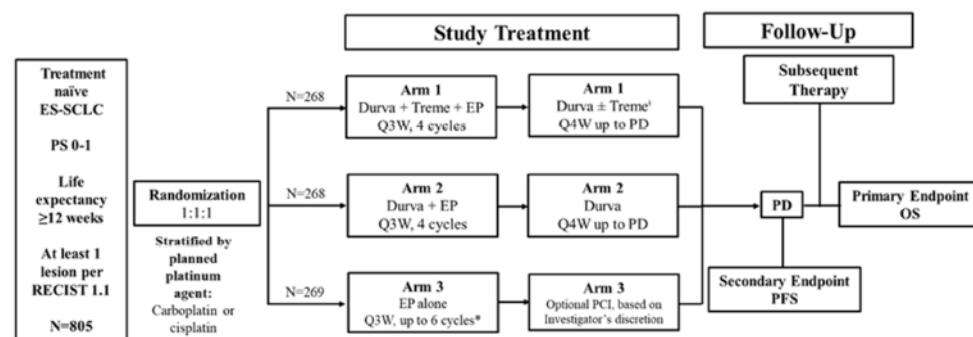 Study Treatment
Follow-Up
Treatment
naïve
ES-SCLC
PS 0-1
Life
expectancy
≥12 weeks
At least 1
lesion per
RECIST 1.1
N=805
Randomization
1:1:1
Stratified by
planned
platinum
agent:
Carboplatin or
cisplatin
N=268
Arm 1
Durva + Treme + EP
Q3W, 4 cycles
Arm 1
Durva ± Treme
Q4W up to PD
N=268
Arm 2
Durva + EP
Q3W, 4 cycles
Arm 2
Durva
Q4W up to PD
N=269
Arm 3
EP alone
Q3W, up to 6 cycles*
Arm 3
Optional PCI, based on
Investigator's discretion
Subsequent
Therapy
PD
Primary Endpoint
OS
Secondary Endpoint
PFS